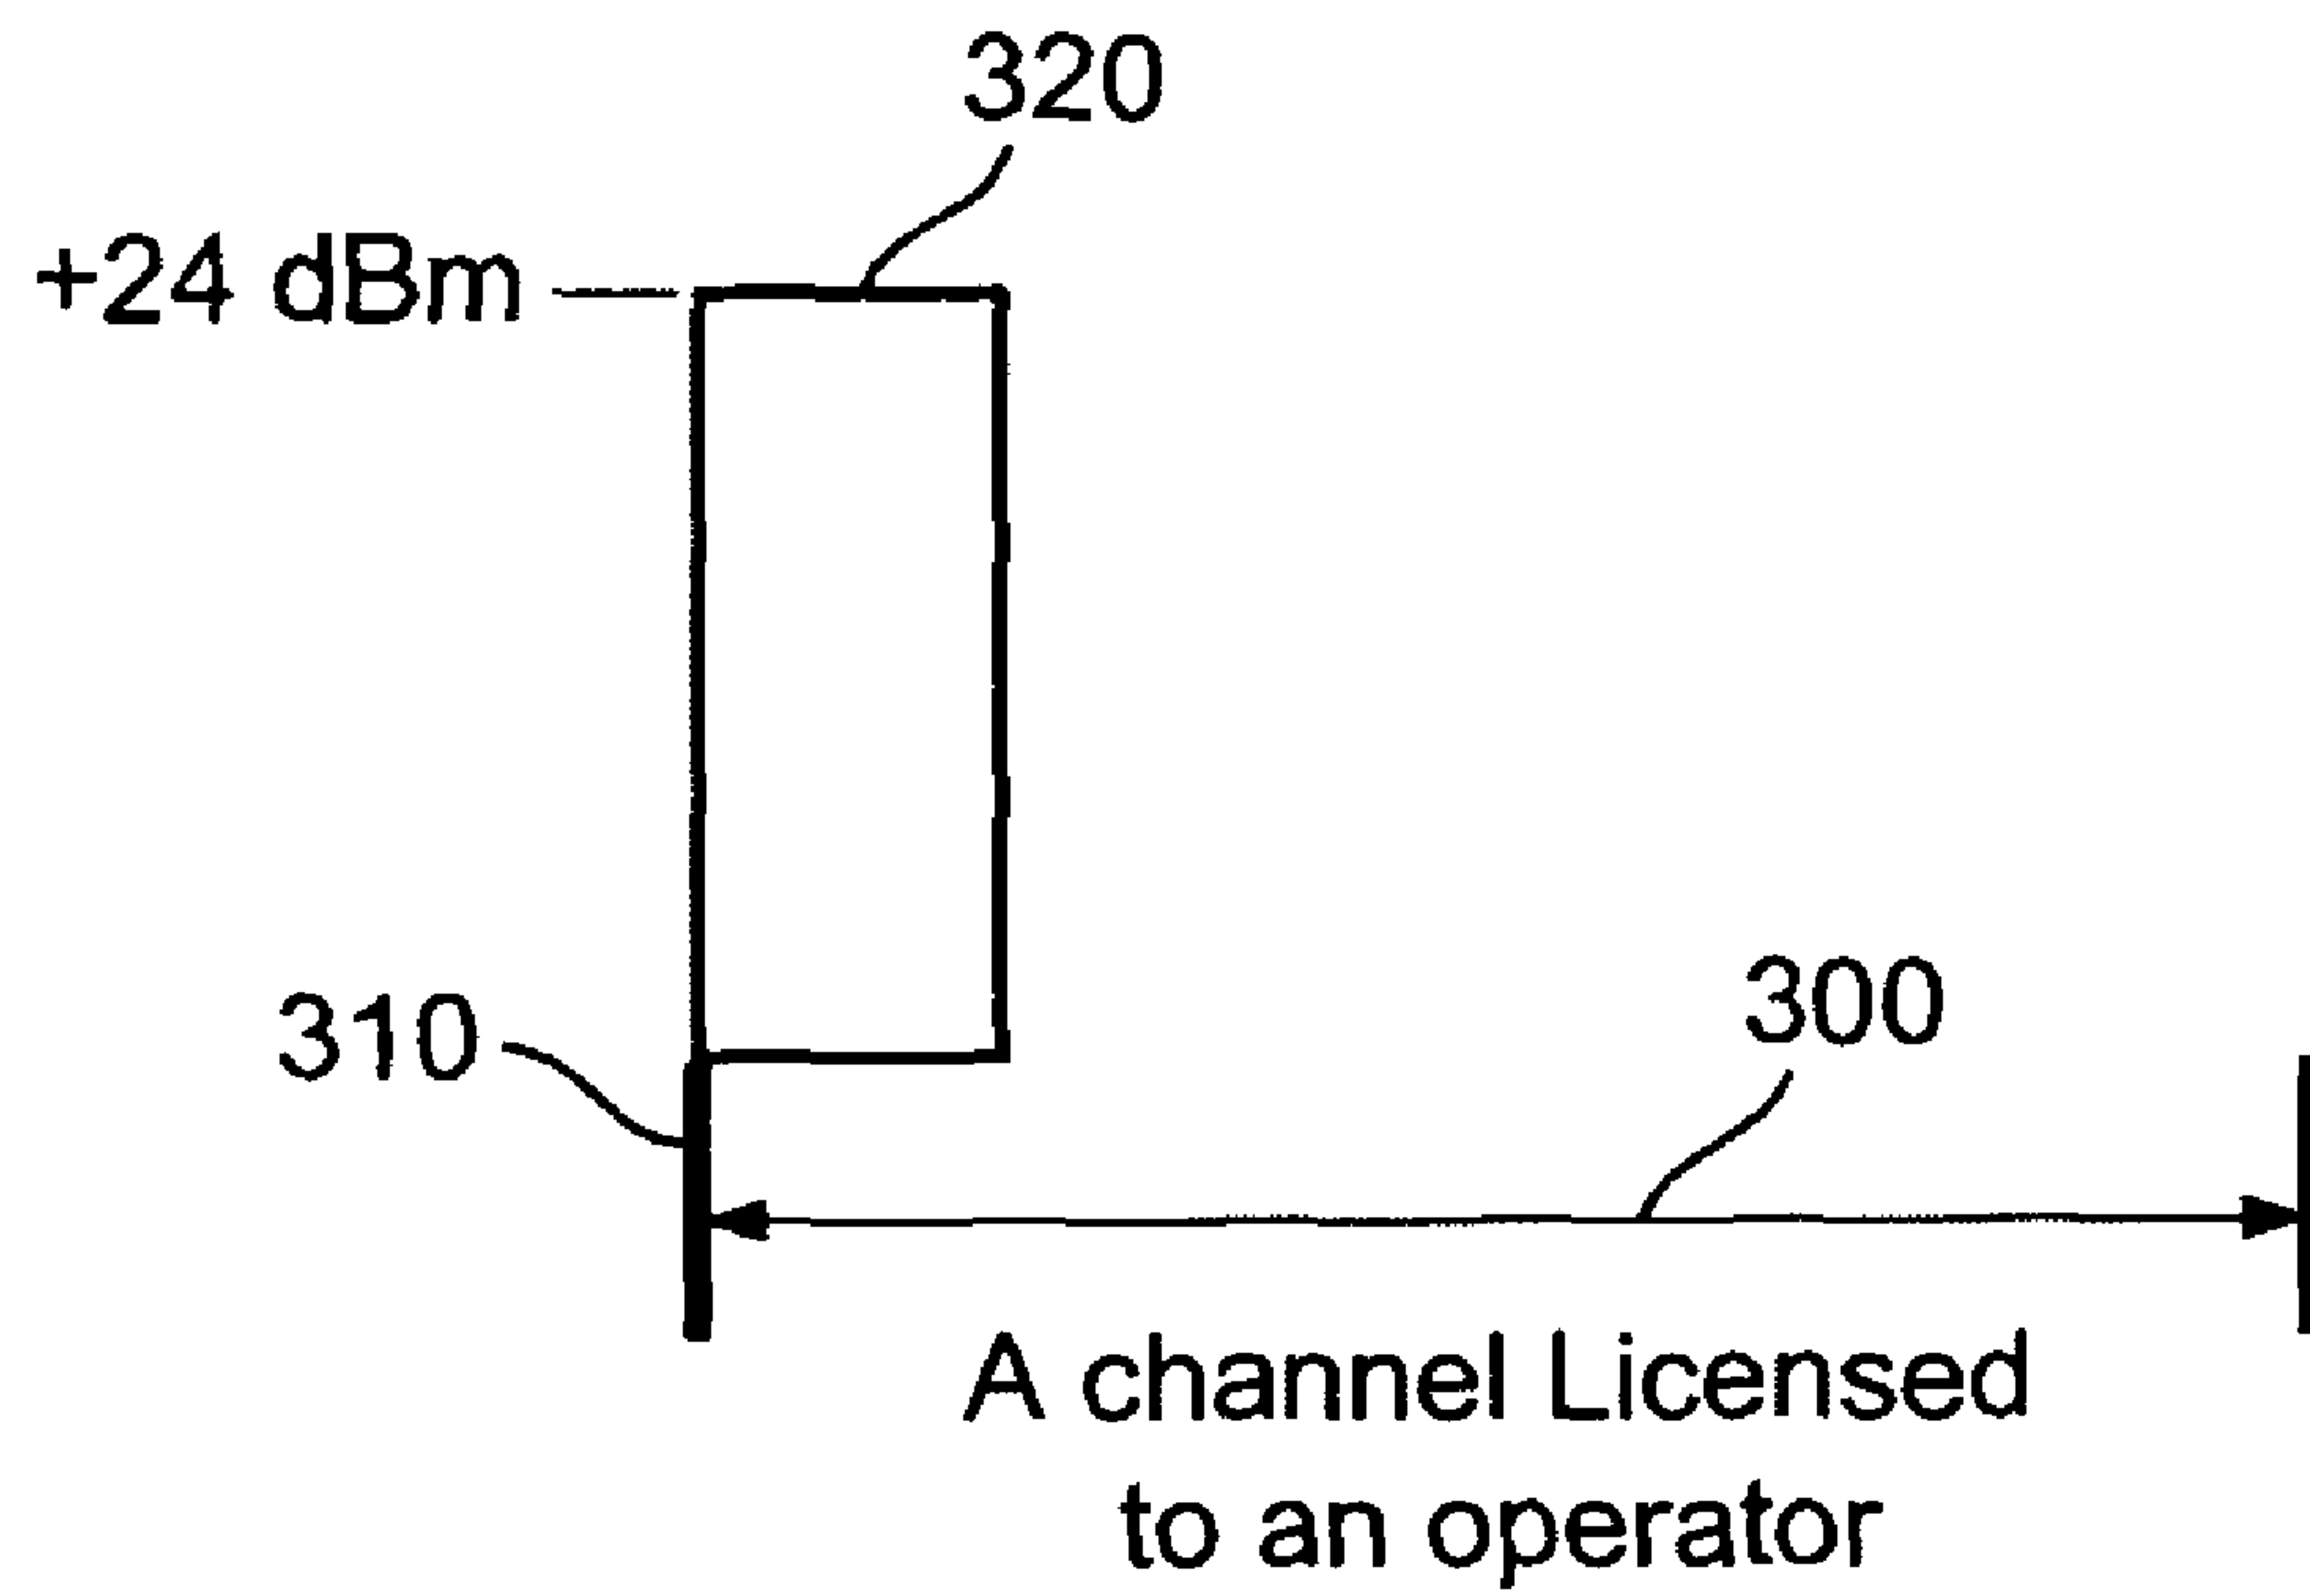 320
+24 dBm
310
300
A channel Licensed
to an operator